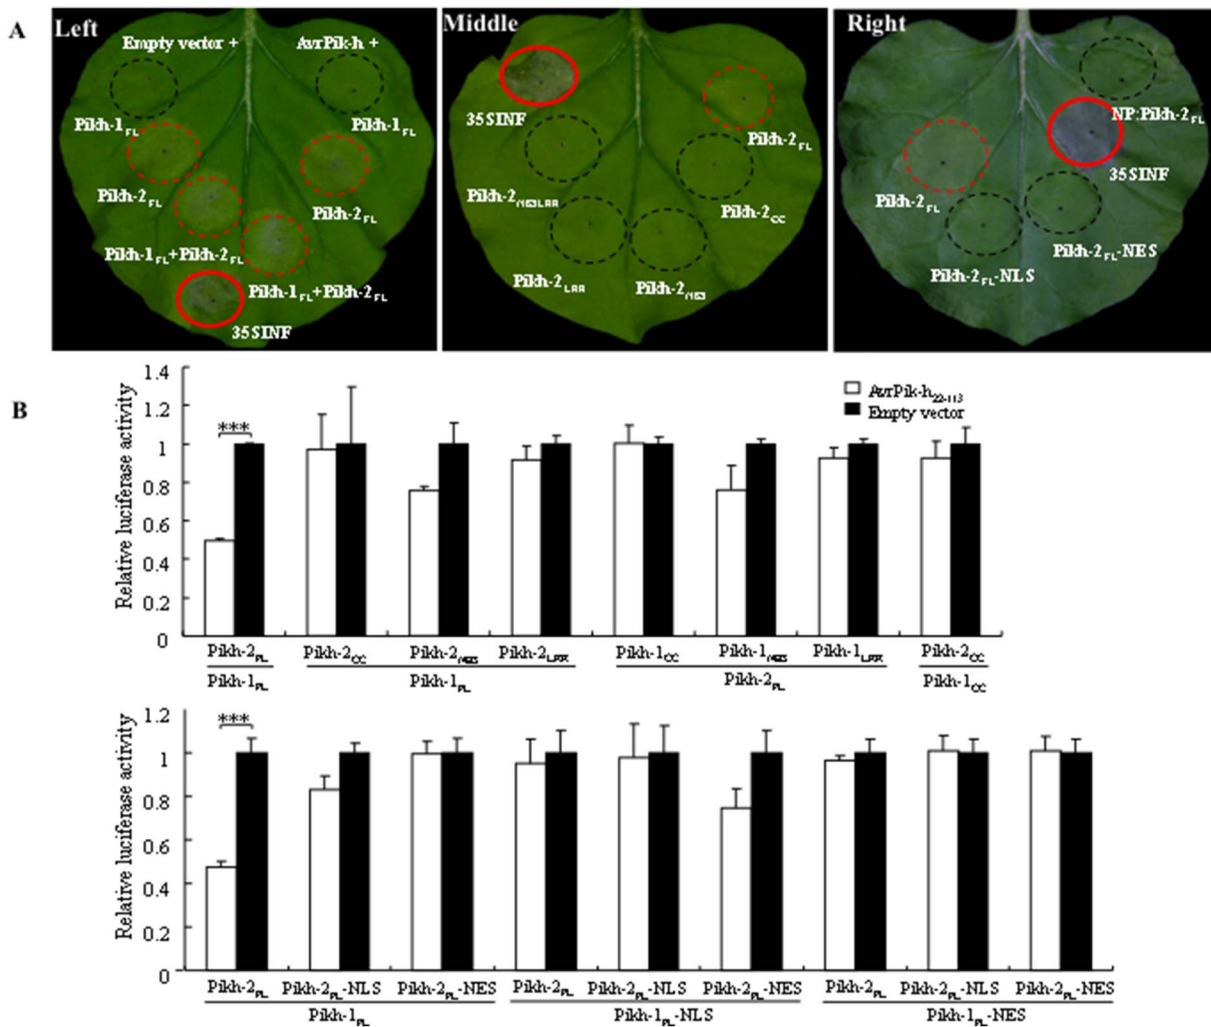 A
Left
Middle
Right
Empty vector +
AvrPik-h +
Pikh-1FL
Pikh-1FL
Pikh-2FL
Pikh-2FL
Pikh-1FL+Pikh-2FL
Pikh-1FL+Pikh-2FL
35SINF
35SINF
Pikh-2FL
Pikh-2CC
Pikh-2LRR
NP:Pikh-2FL
35SINF
Pikh-2FL
Pikh-2FL-NES
Pikh-2FL-NLS
B
Relative luciferase activity
1.4
1.2
1
0.8
0.6
0.4
0.2
0
***
AvrPik-h22-113
Empty vector
Pikh-2FL Pikh-2CC Pikh-2NBS Pikh-2LRR Pikh-1CC Pikh-1NBS Pikh-1LRR Pikh-2CC
Pikh-1FL Pikh-1FL Pikh-2FL Pikh-1CC
Relative luciferase activity
1.2
1
0.8
0.6
0.4
0.2
0
***
Pikh-2FL Pikh-2FL-NLS Pikh-2FL-NES Pikh-2FL Pikh-2FL-NLS Pikh-2FL-NES Pikh-2FL Pikh-2FL-NLS Pikh-2FL-NES
Pikh-1FL Pikh-1FL-NLS Pikh-1FL-NES